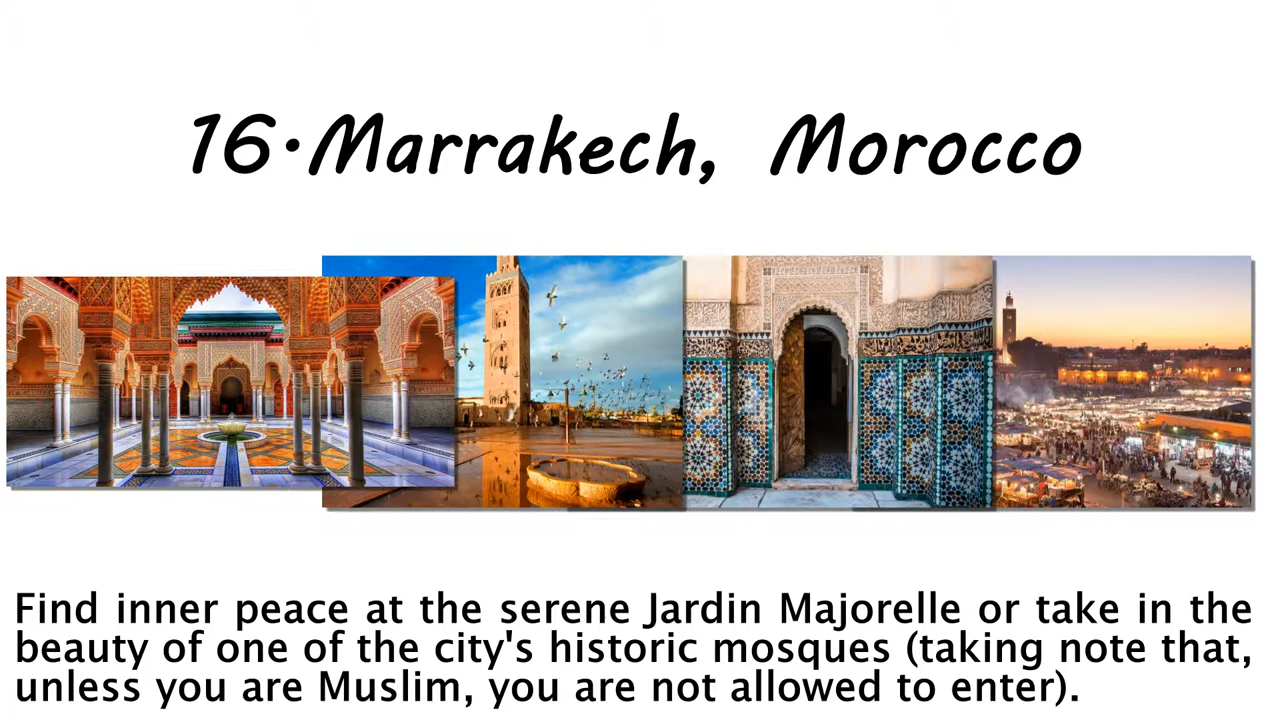 16.Marrakech, Morocco
Find inner peace at the serene Jardin Majorelle or take in the
beauty of one of the city's historic mosques (taking note that,
unless you are Muslim, you are not allowed to enter).